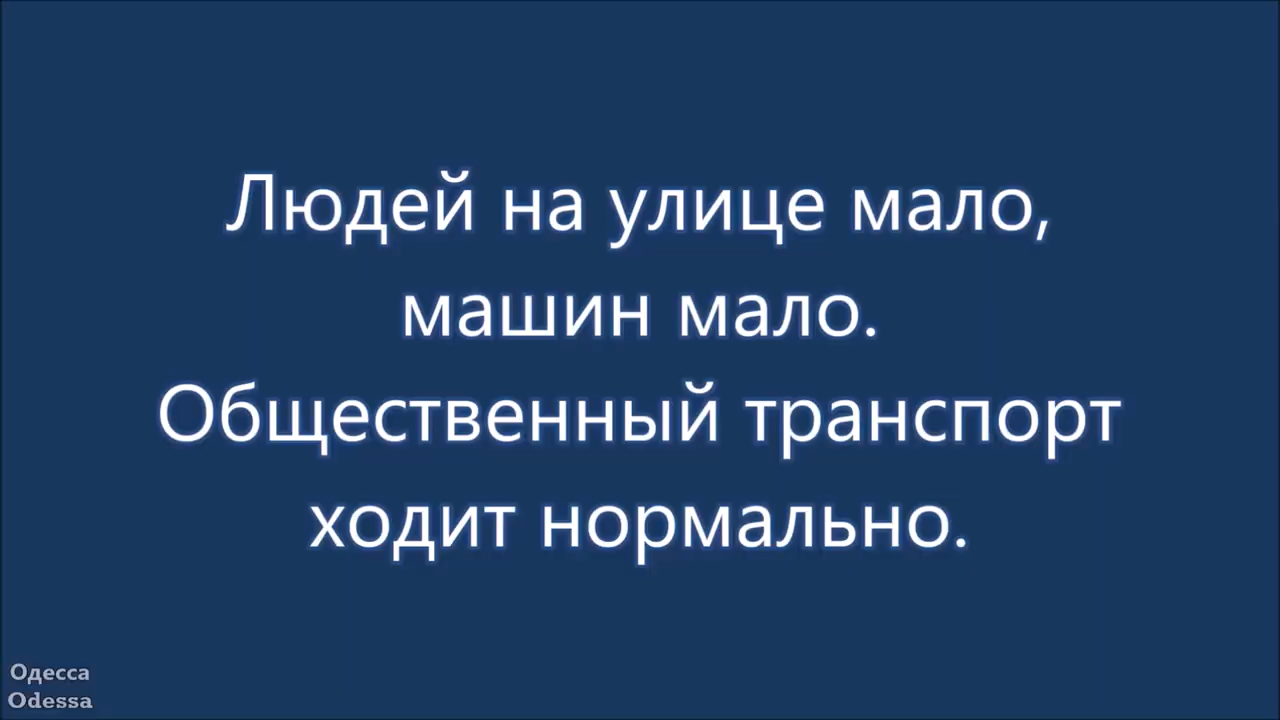 Людей на улице мало,
машин мало.
Общественный транспорт
ходит нормально.
Одесса
Odessa